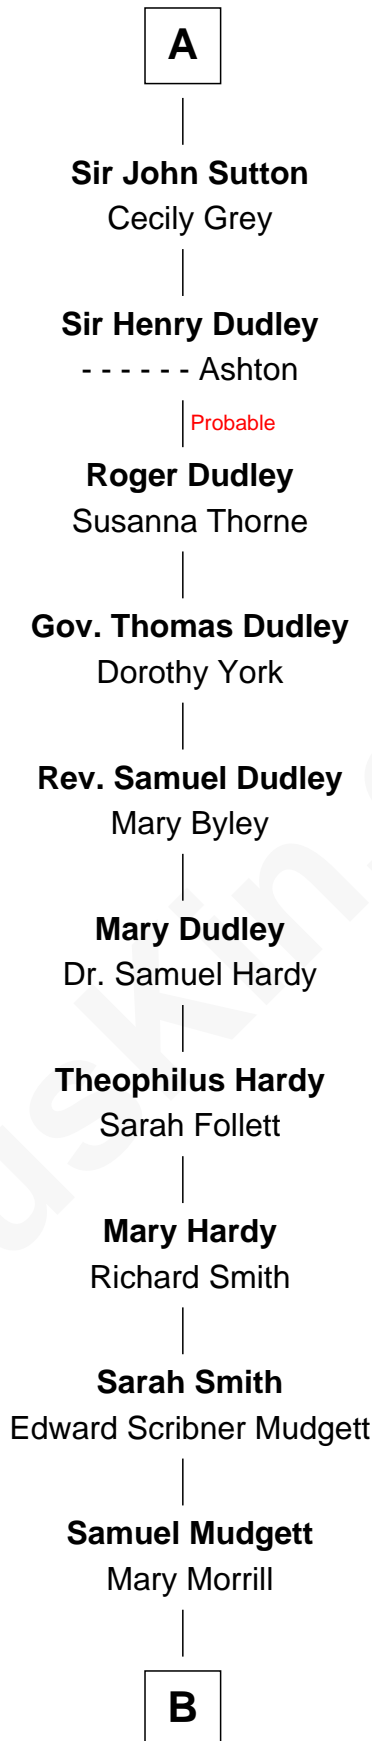 A
Sir John Sutton
Cecily Grey
Sir Henry Dudley
- - - - - - Ashton
Probable
Roger Dudley
Susanna Thorne
Gov. Thomas Dudley
Dorothy York
Rev. Samuel Dudley
Mary Byley
Mary Dudley
Dr. Samuel Hardy
Theophilus Hardy
Sarah Follett
Mary Hardy
Richard Smith
Sarah Smith
Edward Scribner Mudgett
Samuel Mudgett
Mary Morrill
B